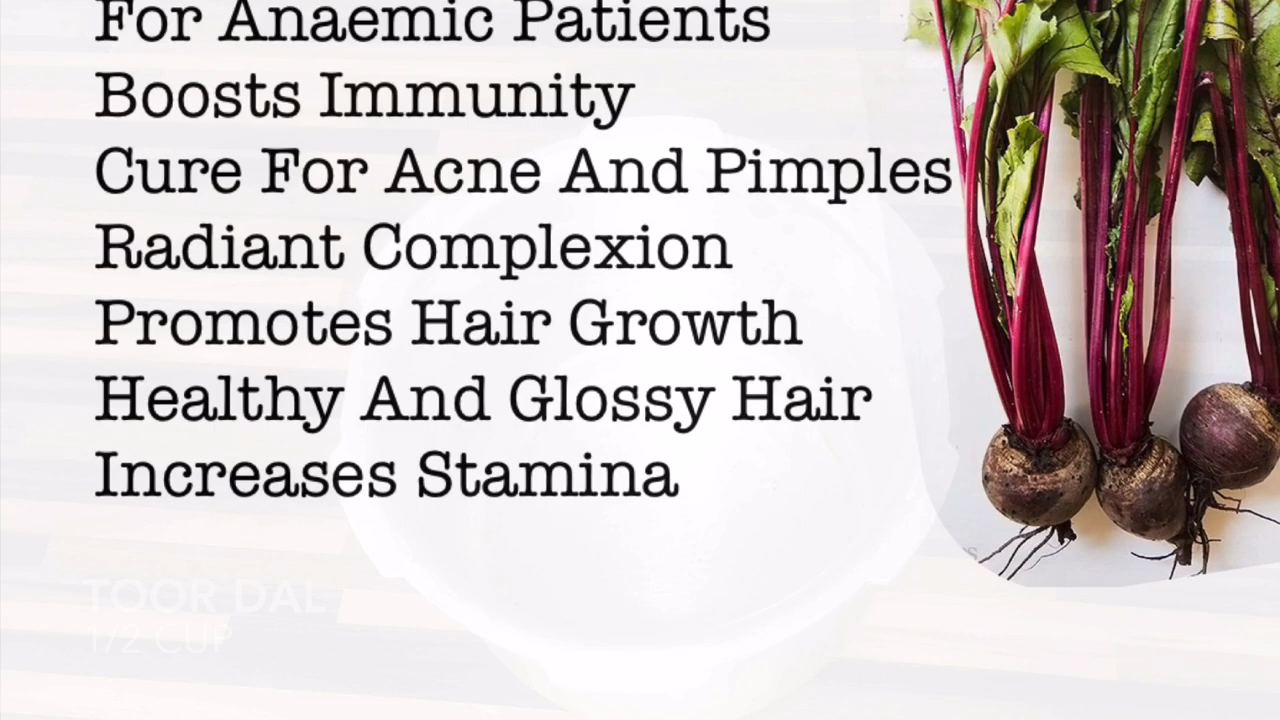 For Anaemic Patients
Boosts Immunity
Cure For Acne And Pimples
Radiant Complexion
Promotes Hair Growth
Healthy And Glossy Hair
Increases Stamina
TOOR DAL
1/2 CUP